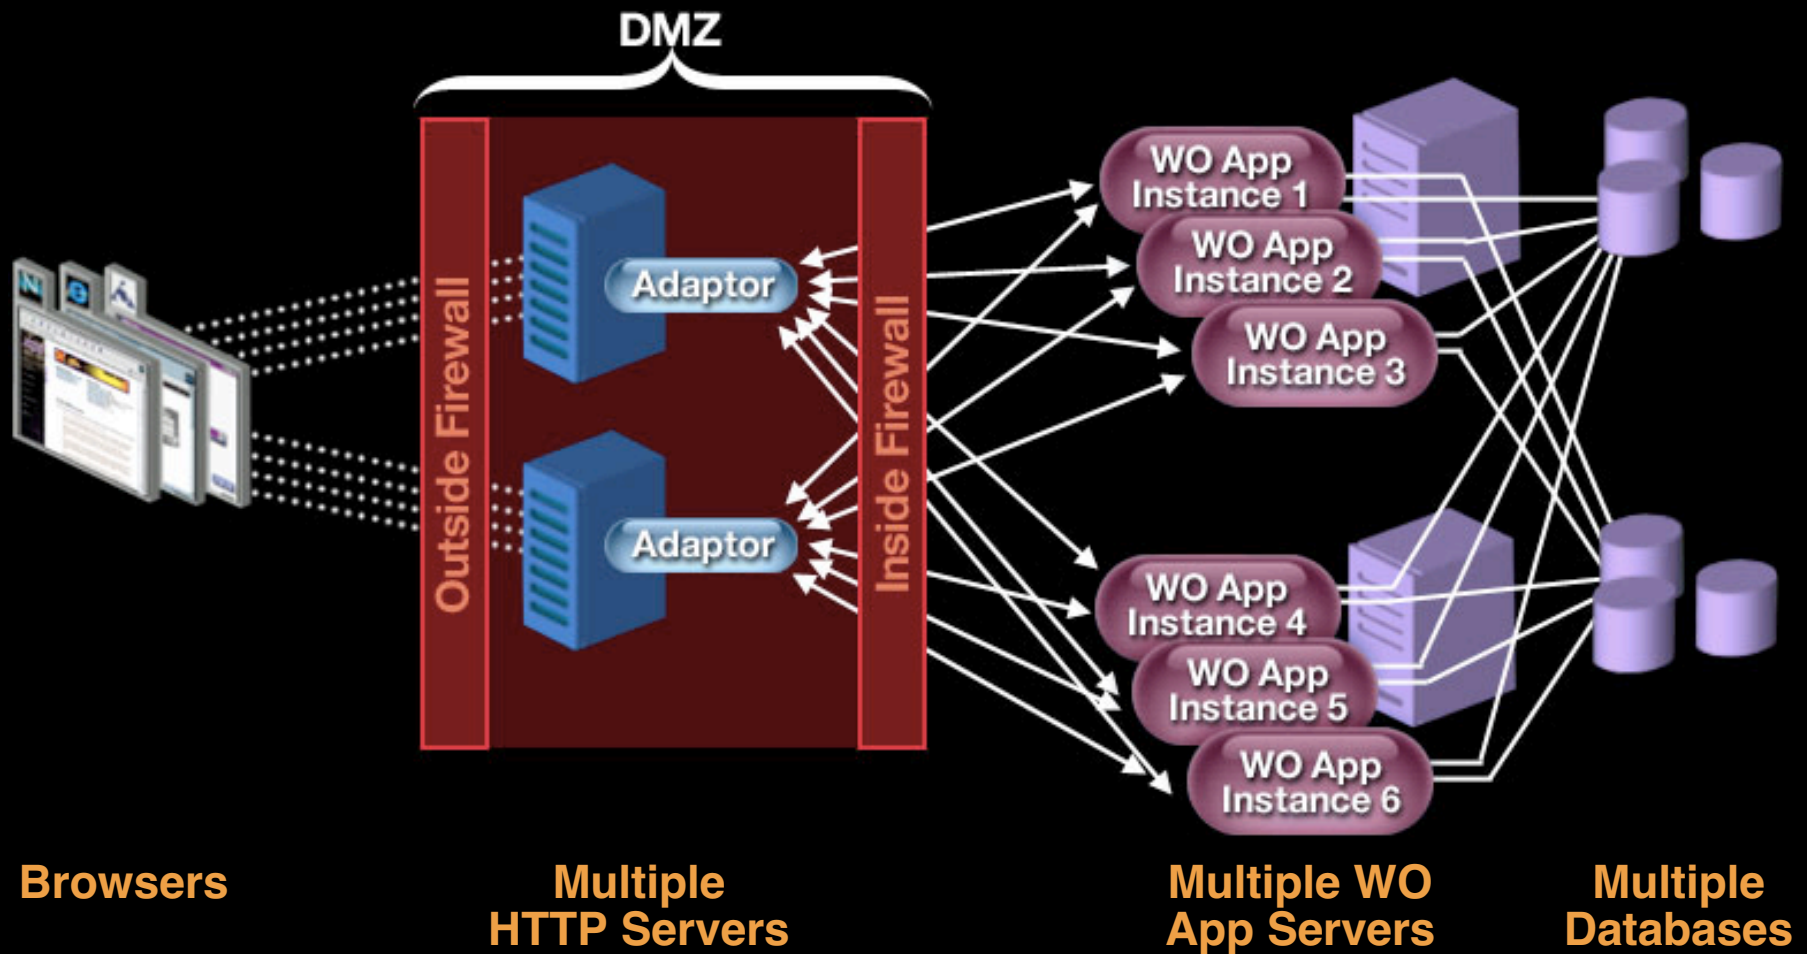 DMZ
Outside Firewall
Adaptor
Adaptor
Inside Firewall
WO App
Instance 1
WO App
Instance 2
WO App
Instance 3
WO App
Instance 4
WO App
Instance 5
WO App
Instance 6
Browsers
Multiple
HTTP Servers
Multiple WO
App Servers
Multiple
Databases